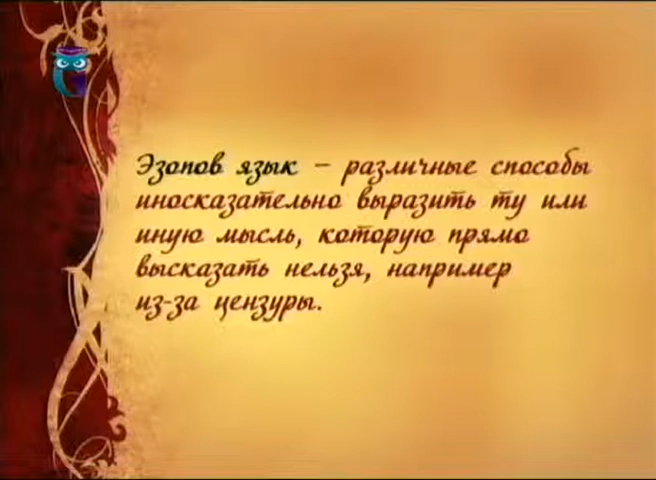 Эзопов язык – различные способы
иносказательно выразить ту или
иную мысль, которую прямо
высказать нельзя, например
из-за цензуры.